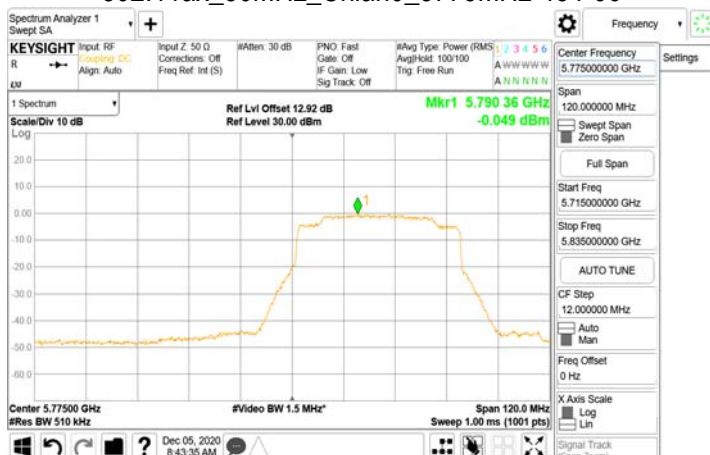 Spectrum Analyzer 1
Swept SA
Frequency
KEYSIGHT
R
Input: RF
Coupling: DC
Align: Auto
Input Z: 50 Ω
Corrections: Off
Freq Ref: Int (S)
#Atten: 30 dB
PNO: Fast
Gate: Off
IF Gain: Low
Sig Track: Off
#Avg Type: Power (RMS
Avg|Hold: 100/100
Trig: Free Run
1 2 3 4 5 6
A W W W W W
A N N N N N
Center Frequency
5.775000000 GHz
Settings
1 Spectrum
Scale/Div 10 dB
Log
Ref Lvl Offset 12.92 dB
Ref Level 30.00 dBm
Mkr1 5.790 36 GHz
-0.049 dBm
Span
120.000000 MHz
Swept Span
Zero Span
Full Span
Start Freq
5.715000000 GHz
Stop Freq
5.835000000 GHz
AUTO TUNE
CF Step
12.000000 MHz
Auto
Man
Freq Offset
0 Hz
X Axis Scale
Log
Lin
Signal Track
20.0
10.0
0.00
-10.0
-20.0
-30.0
-40.0
-50.0
-60.0
1
Center 5.77500 GHz
#Res BW 510 kHz
#Video BW 1.5 MHz*
Span 120.0 MHz
Sweep 1.00 ms (1001 pts)
Dec 05, 2020
8:43:35 AM